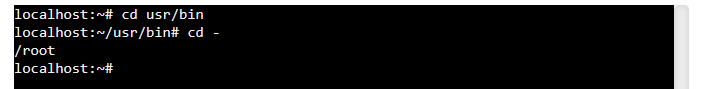 localhost:~# cd usr/bin
localhost:~/usr/bin# cd -
/root
localhost:~#